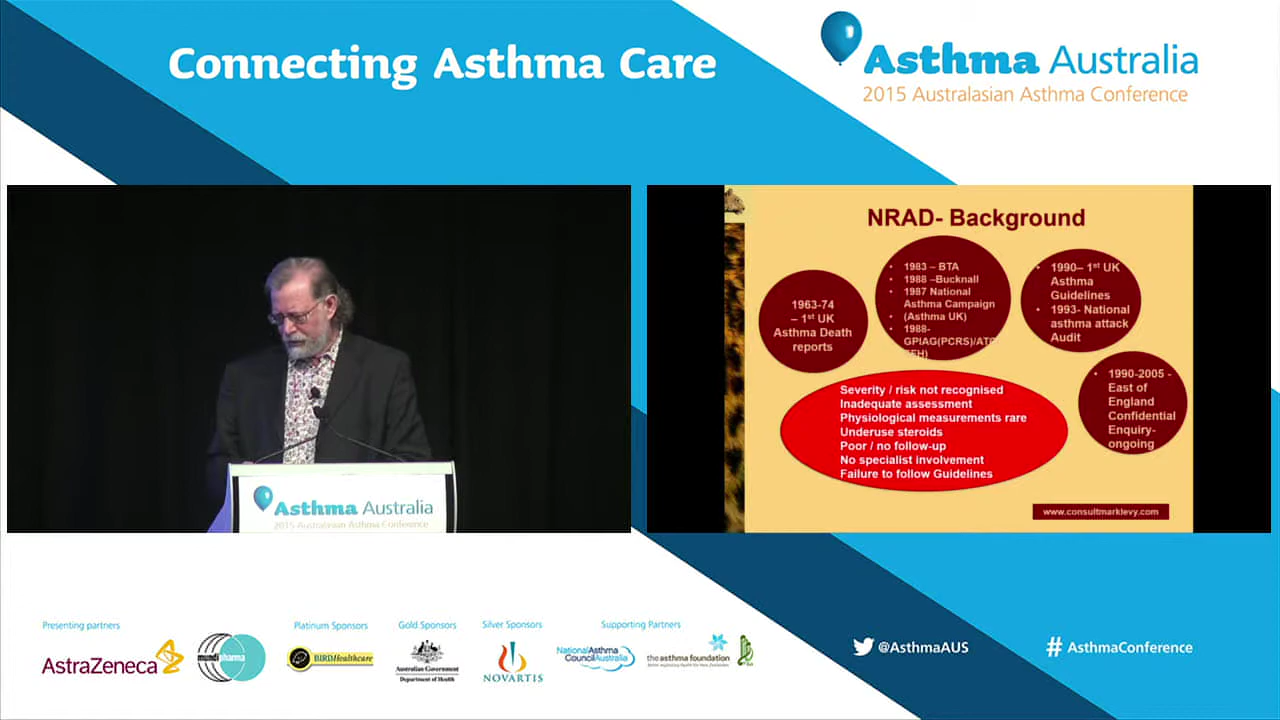 Connecting Asthma Care
Asthma Australia
2015 Australasian Asthma Conference
NRAD- Background
1963-74
– 1st UK
Asthma Death
reports
• 1983 – BTA
• 1988 –Bucknall
• 1987 National
Asthma Campaign
• (Asthma UK)
• 1988-
GPIAG(PCRS)/AT
• 1990– 1st UK
Asthma
Guidelines
• 1993- National
asthma attack
Audit
• 1990-2005 -
East of
England
Confidential
Enquiry-
ongoing
Severity / risk not recognised
Inadequate assessment
Physiological measurements rare
Underuse steroids
Poor / no follow-up
No specialist involvement
Failure to follow Guidelines
www.consultmarklevy.com
Asthma Australia
2015 Australasian Asthma Conference
Presenting partners
AstraZeneca
Platinum Sponsors
BIRDHealthcare
Gold Sponsors
Australian Government
Department of Health
Silver Sponsors
NOVARTIS
Supporting Partners
NationalAsthma
CouncilAustralia
the asthma foundation
@AsthmaAUS
# AsthmaConference